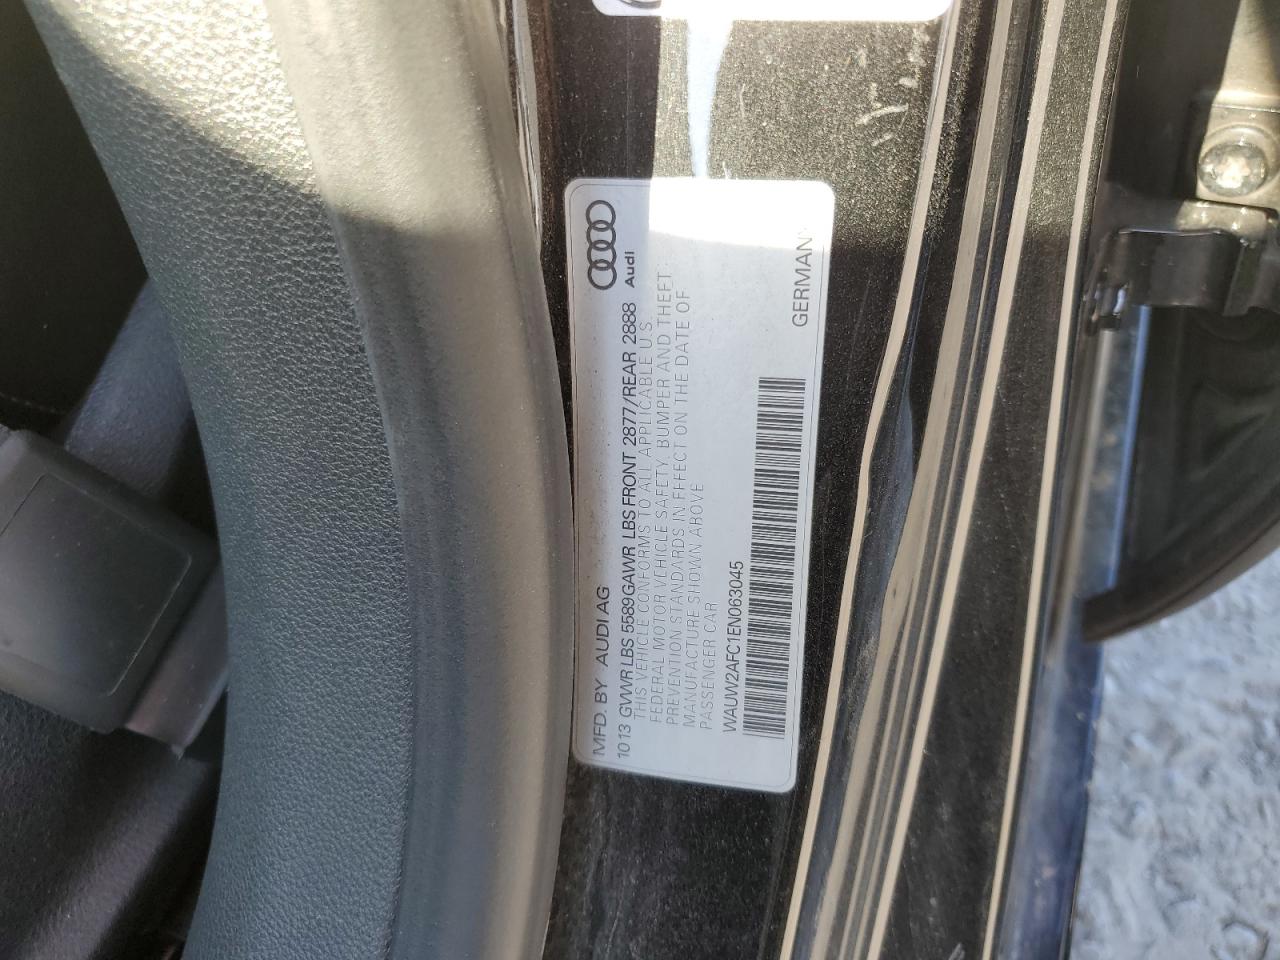 Audi
MFD. BY AUDI AG
10 13 GVWR LBS 5589 GAWR LBS FRONT 2877/REAR 2888
THIS VEHICLE CONFORMS TO ALL APPLICABLE U.S.
FEDERAL MOTOR VEHICLE SAFETY, BUMPER AND THEFT
PREVENTION STANDARDS IN EFFECT ON THE DATE OF
MANUFACTURE SHOWN ABOVE
PASSENGER CAR
WAUW2AFC1EN063045
GERMANY